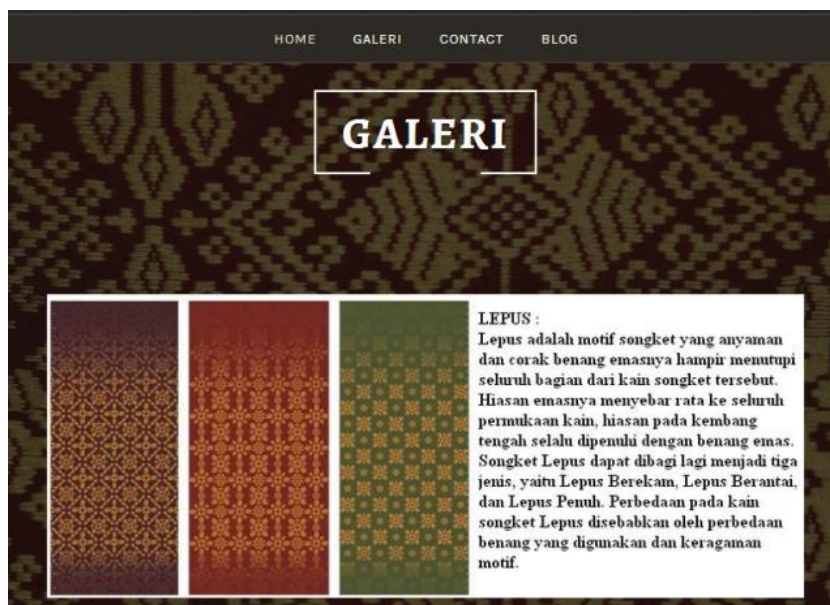 HOME GALERI CONTACT BLOG
GALERI
LEPUS :
Lepus adalah motif songket yang anyaman
dan corak benang emasnya hampir menutupi
seluruh bagian dari kain songket tersebut.
Hiasan emasnya menyebar rata ke seluruh
permukaan kain, hiasan pada kembang
tengah selalu dipenuhi dengan benang emas.
Songket Lepus dapat dibagi lagi menjadi tiga
jenis, yaitu Lepus Berekam, Lepus Berantai,
dan Lepus Penuh. Perbedaan pada kain
songket Lepus disebabkan oleh perbedaan
benang yang digunakan dan keragaman
motif.